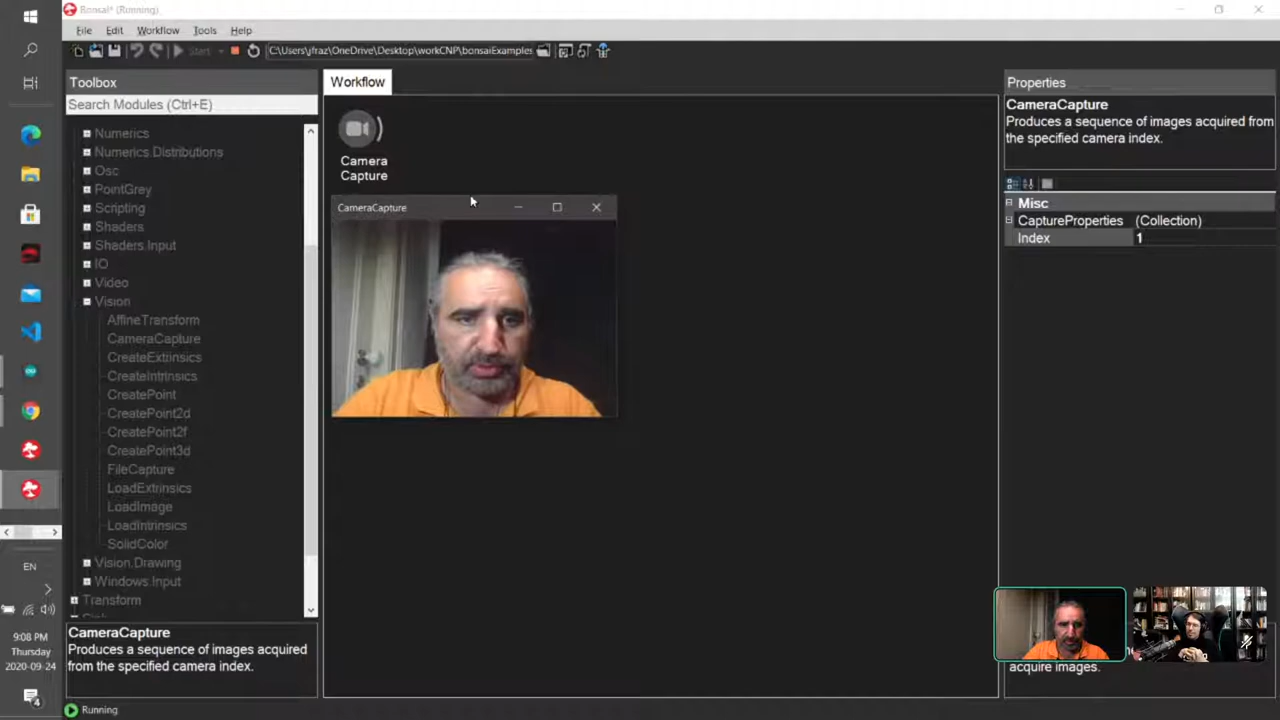 Bonsai* (Running)
File Edit Workflow Tools Help
Start C:\Users\jfraz\OneDrive\Desktop\workCNP\bonsaiExamples
Toolbox
Search Modules (Ctrl+E)
Numerics
Numerics.Distributions
Osc
PointGrey
Scripting
Shaders
Shaders.Input
IO
Video
Vision
AffineTransform
CameraCapture
CreateExtrinsics
CreateIntrinsics
CreatePoint
CreatePoint2d
CreatePoint2f
CreatePoint3d
FileCapture
LoadExtrinsics
LoadImage
LoadIntrinsics
SolidColor
Vision.Drawing
Windows.Input
Transform
CameraCapture
Produces a sequence of images acquired
from the specified camera index.
Running
Workflow
Camera
Capture
CameraCapture
Properties
CameraCapture
Produces a sequence of images acquired from
the specified camera index.
Misc
CaptureProperties (Collection)
Index 1
acquire images.
EN
9:08 PM
Thursday
2020-09-24
4